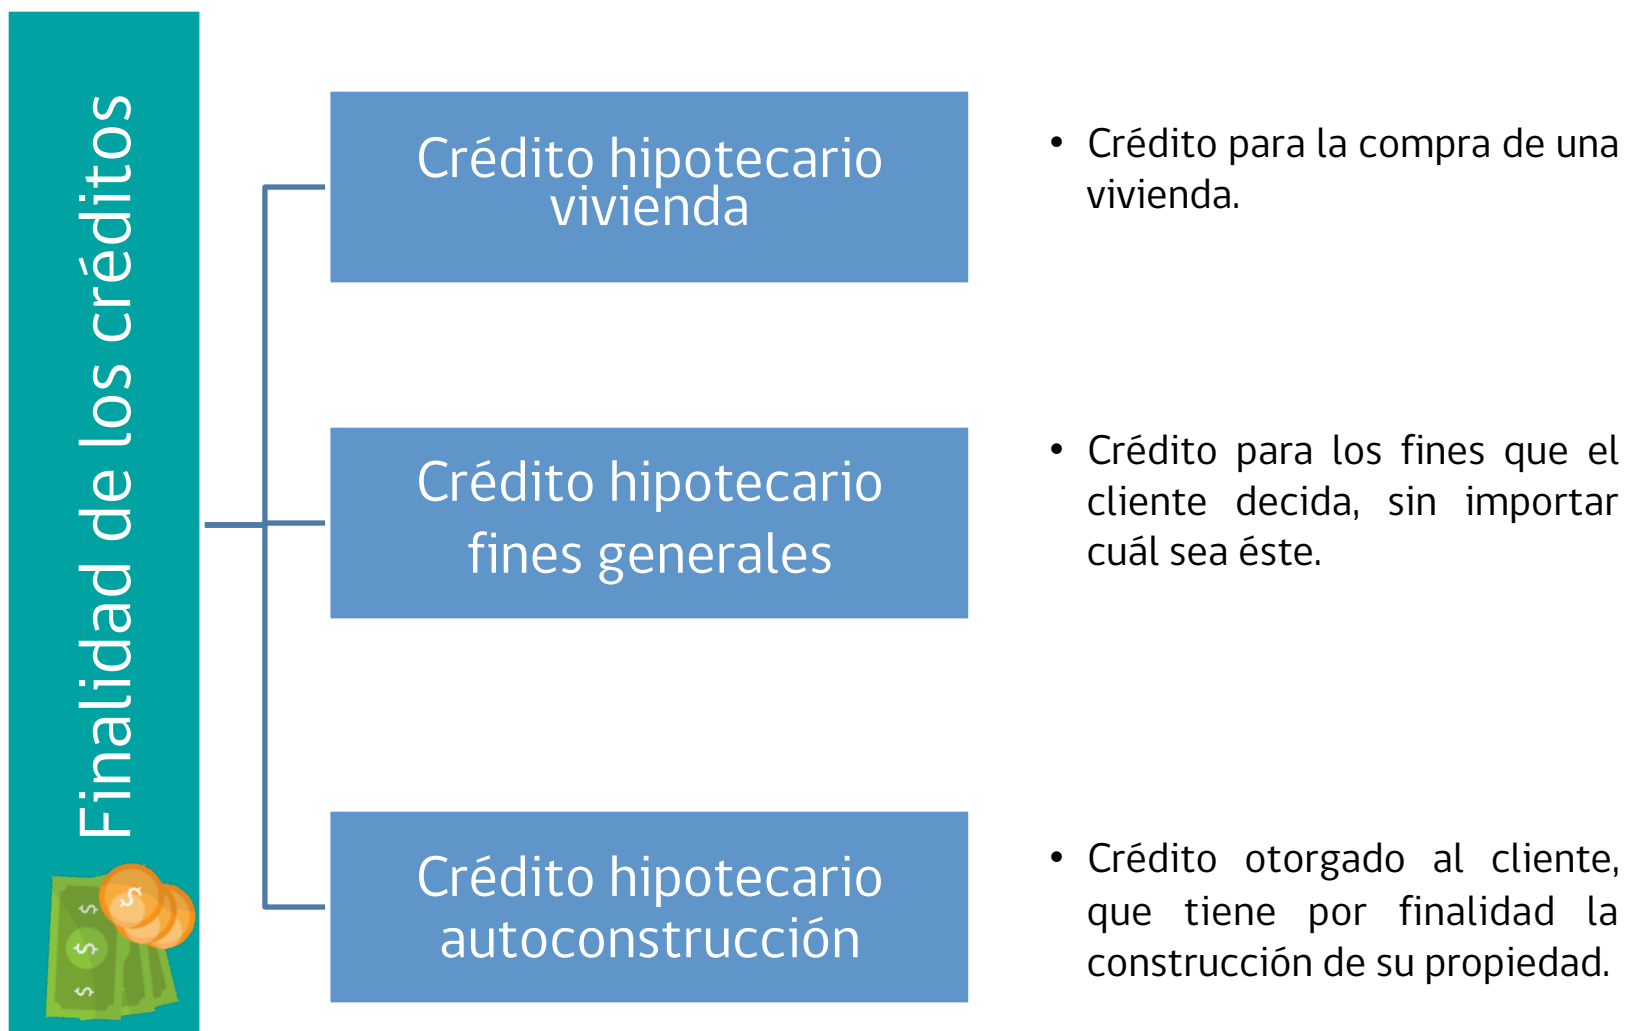 Finalidad de los créditos
Crédito hipotecario
vivienda
• Crédito para la compra de una
vivienda.
Crédito hipotecario
fines generales
• Crédito para los fines que el
cliente decida, sin importar
cuál sea éste.
Crédito hipotecario
autoconstrucción
• Crédito otorgado al cliente,
que tiene por finalidad la
construcción de su propiedad.
$
$
$
$